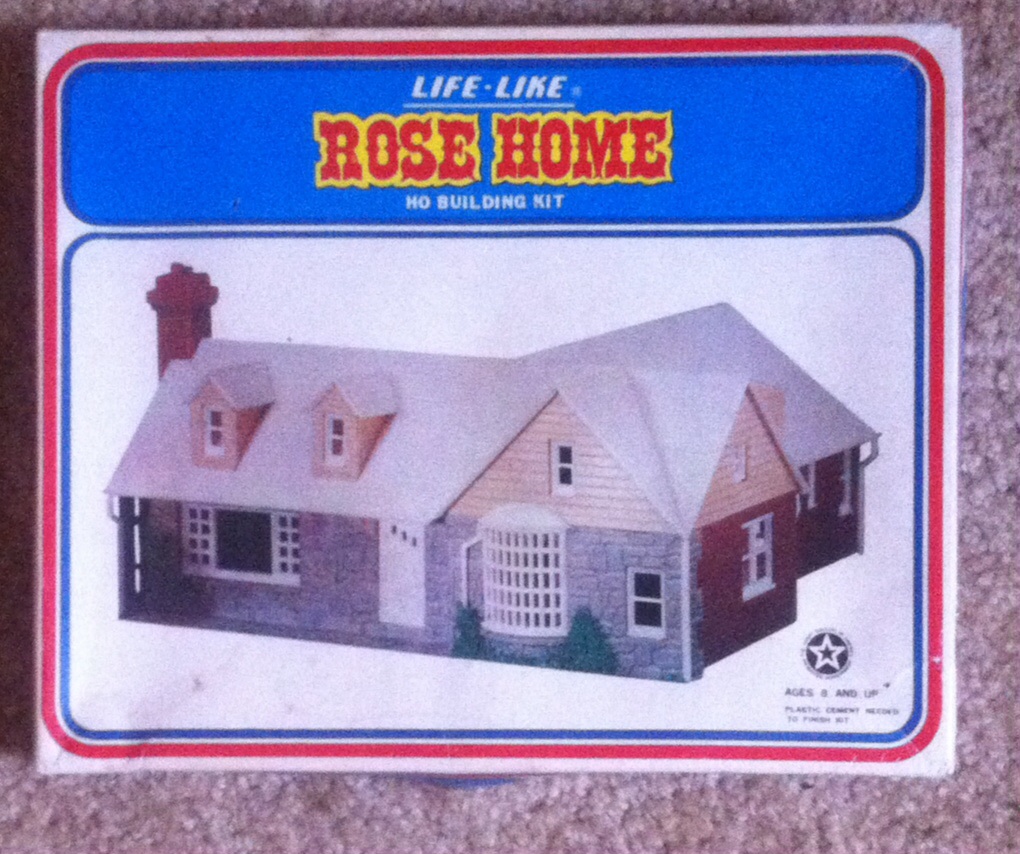 LIFE-LIKE®
ROSE HOME
HO BUILDING KIT
AGES 8 AND UP
PLASTIC CEMENT NEEDED
TO FINISH KIT